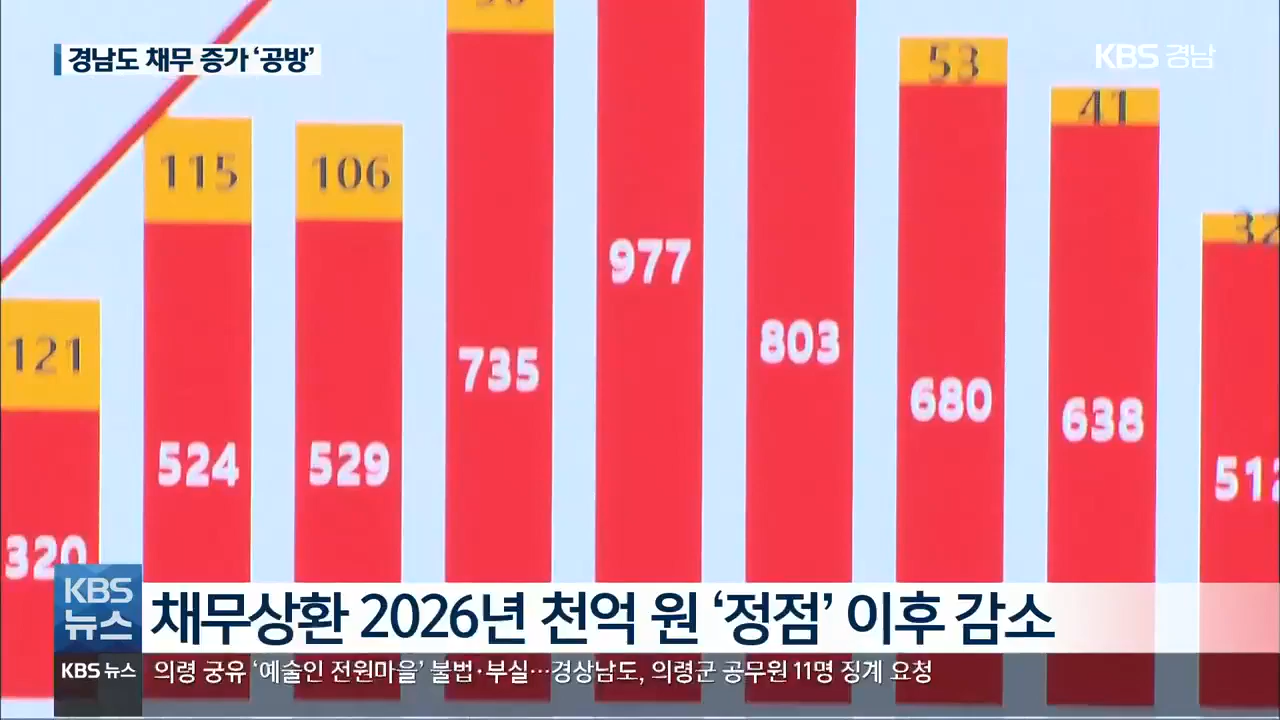 경남도 채무 증가 ‘공방’
KBS 경남
53
41
115
106
977
121
803
735
680
638
524
529
320
KBS
뉴스
채무상환 2026년 천억 원 ‘정점’ 이후 감소
KBS 뉴스 의령 궁유 ‘예술인 전원마을’ 불법·부실…경상남도, 의령군 공무원 11명 징계 요청